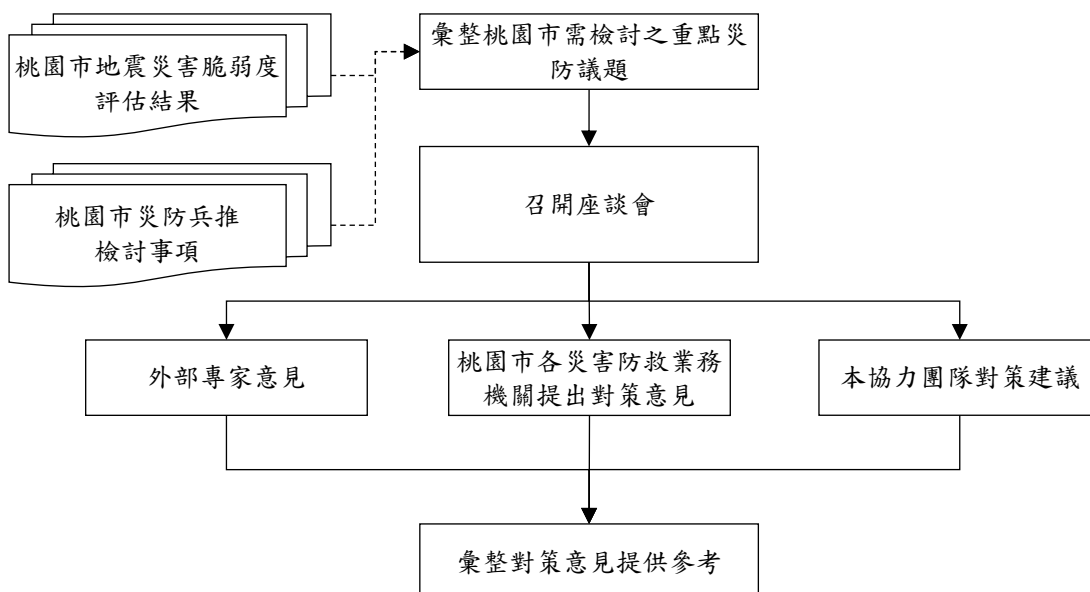 桃園市地震災害脆弱度
評估結果
桃園市災防兵推
檢討事項
彙整桃園市需檢討之重點災
防議題
召開座談會
外部專家意見
桃園市各災害防救業務
機關提出對策意見
本協力團隊對策建議
彙整對策意見提供參考